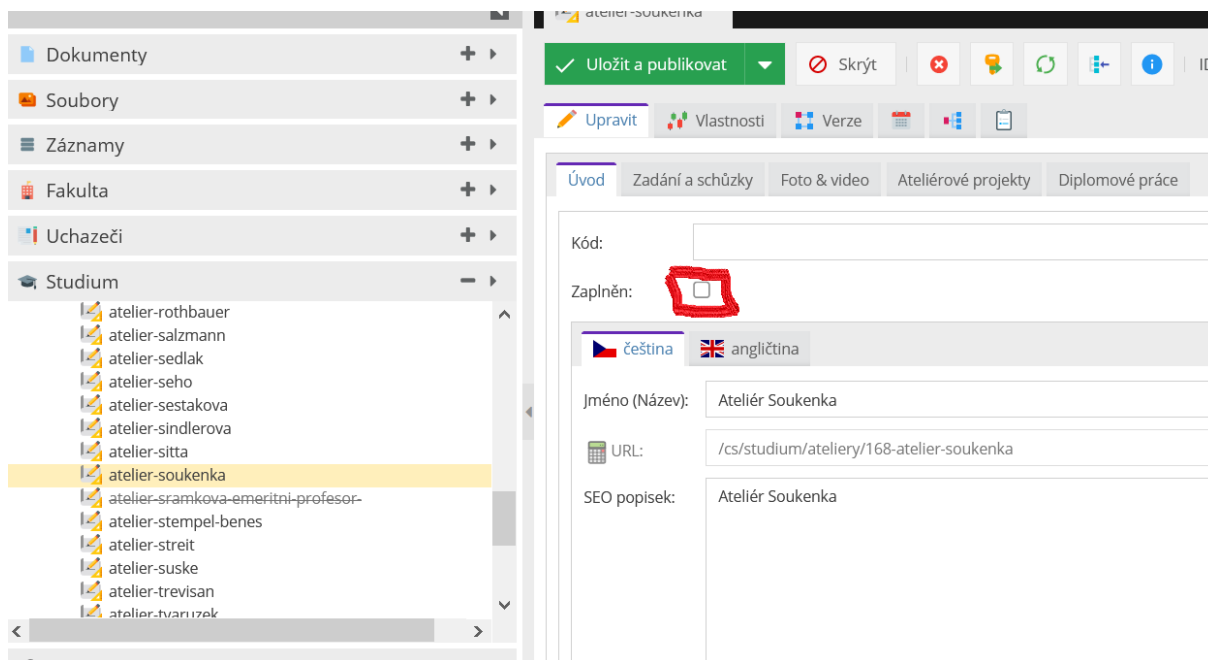 atelier-soukenka
Dokumenty
Soubory
Záznamy
Fakulta
Uchazeči
Studium
atelier-rothbauer
atelier-salzmann
atelier-sedlak
atelier-seho
atelier-sestakova
atelier-sindlerova
atelier-sitta
atelier-soukenka
atelier-sramkova-emeritni-profesor-
atelier-stempel-benes
atelier-streit
atelier-suske
atelier-trevisan
atelier-tvaruzek
Uložit a publikovat Skrýt ID
Upravit Vlastnosti Verze
Úvod Zadání a schůzky Foto & video Ateliérové projekty Diplomové práce
Kód:
Zaplněn:
čeština angličtina
Jméno (Název): Ateliér Soukenka
URL: /cs/studium/ateliery/168-atelier-soukenka
SEO popisek: Ateliér Soukenka